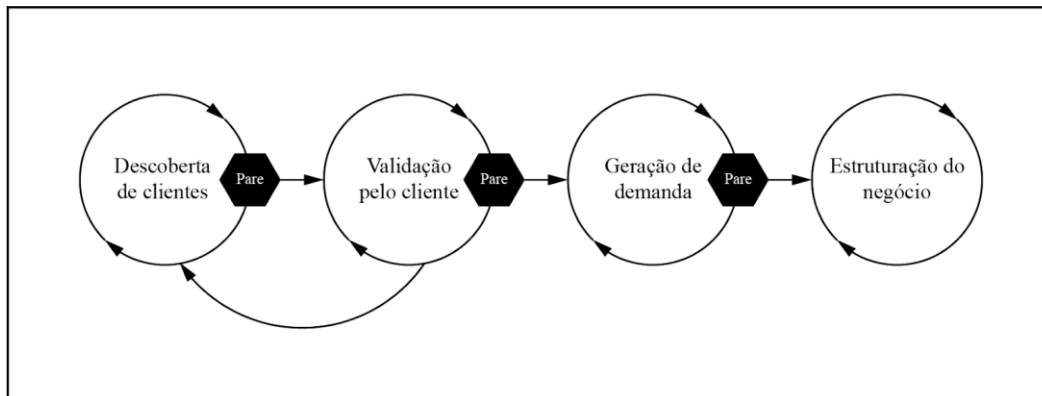 Descoberta
de clientes
Pare
Validação
pelo cliente
Pare
Geração de
demanda
Pare
Estruturação do
negócio